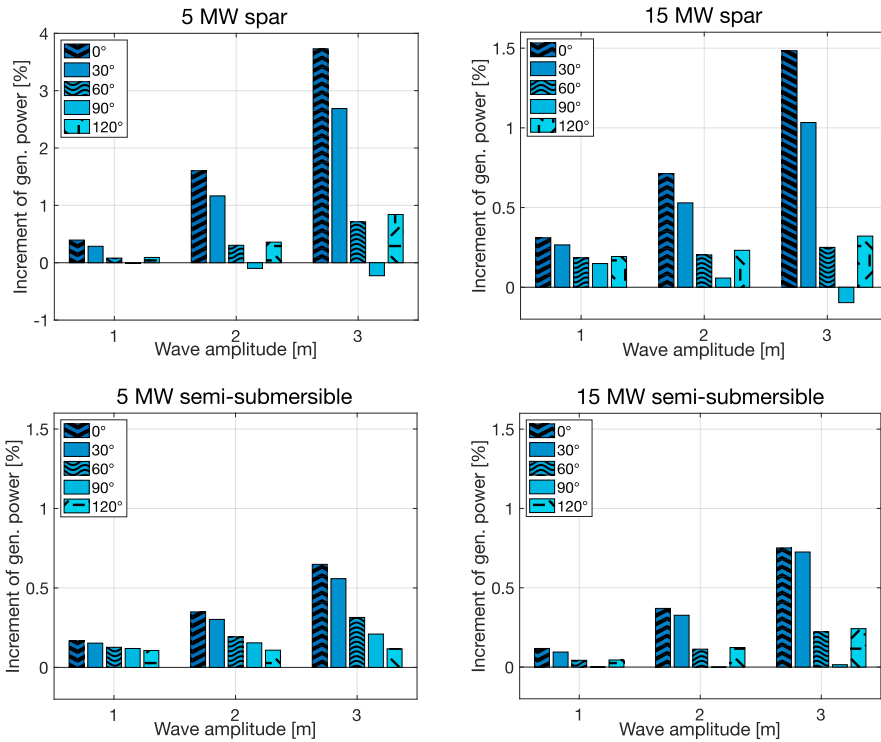 5 MW spar
Increment of gen. power [%]
4
3
2
1
0
-1
0°
30°
60°
90°
120°
1 2 3
Wave amplitude [m]
15 MW spar
Increment of gen. power [%]
1.5
1
0.5
0
0°
30°
60°
90°
120°
1 2 3
Wave amplitude [m]
5 MW semi-submersible
Increment of gen. power [%]
1.5
1
0.5
0
0°
30°
60°
90°
120°
1 2 3
Wave amplitude [m]
15 MW semi-submersible
Increment of gen. power [%]
1.5
1
0.5
0
0°
30°
60°
90°
120°
1 2 3
Wave amplitude [m]